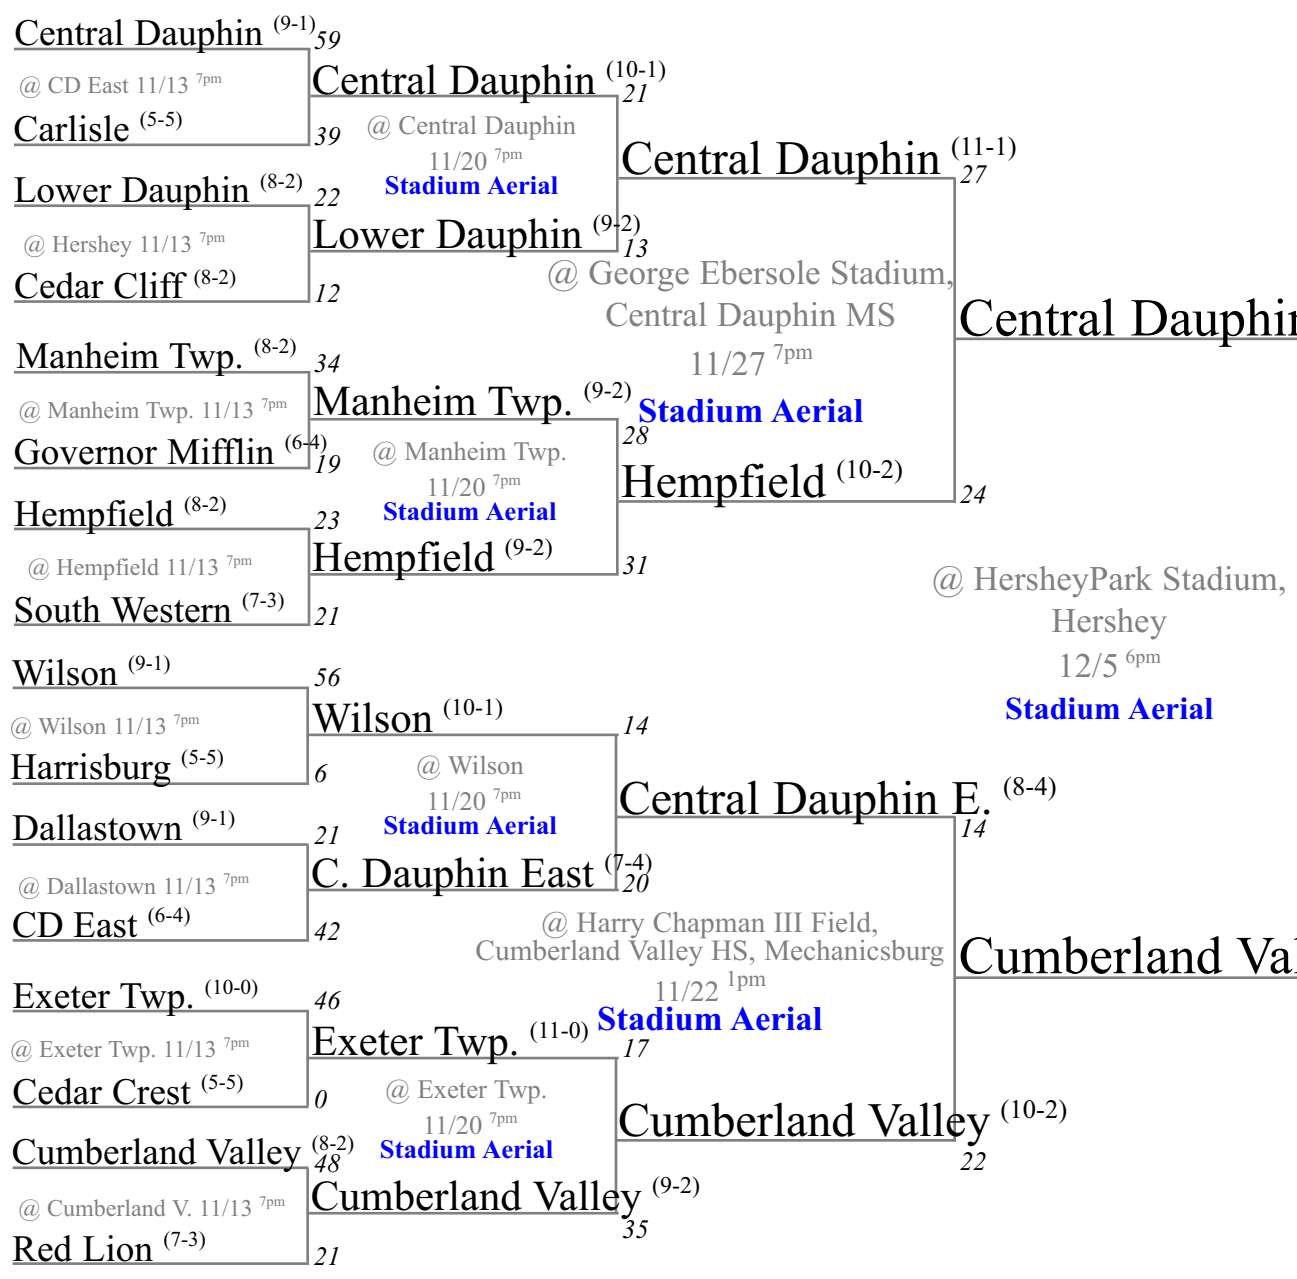 Central Dauphin (9-1) 59
@ CD East 11/13 7pm
Carlisle (5-5) 39
Central Dauphin (10-1) 21
@ Central Dauphin
11/20 7pm
Stadium Aerial
Lower Dauphin (8-2) 22
@ Hershey 11/13 7pm
Cedar Cliff (8-2) 12
Lower Dauphin (9-2) 13
Central Dauphin (11-1) 27
@ George Ebersole Stadium,
Central Dauphin MS
11/27 7pm
Stadium Aerial
Manheim Twp. (8-2) 34
@ Manheim Twp. 11/13 7pm
Governor Mifflin (6-4) 19
Manheim Twp. (9-2) 28
@ Manheim Twp.
11/20 7pm
Stadium Aerial
Hempfield (8-2) 23
@ Hempfield 11/13 7pm
South Western (7-3) 21
Hempfield (9-2) 31
Hempfield (10-2) 24
Central Dauphin
@ HersheyPark Stadium,
Hershey
12/5 6pm
Stadium Aerial
Wilson (9-1) 56
@ Wilson 11/13 7pm
Harrisburg (5-5) 6
Wilson (10-1) 14
@ Wilson
11/20 7pm
Stadium Aerial
Dallastown (9-1) 21
@ Dallastown 11/13 7pm
CD East (6-4) 42
C. Dauphin East (7-4) 20
Central Dauphin E. (8-4) 14
@ Harry Chapman III Field,
Cumberland Valley HS, Mechanicsburg
11/22 1pm
Stadium Aerial
Exeter Twp. (10-0) 46
@ Exeter Twp. 11/13 7pm
Cedar Crest (5-5) 0
Exeter Twp. (11-0) 17
@ Exeter Twp.
11/20 7pm
Stadium Aerial
Cumberland Valley (8-2) 48
@ Cumberland V. 11/13 7pm
Red Lion (7-3) 21
Cumberland Valley (9-2) 35
Cumberland Valley (10-2) 22
Cumberland Val